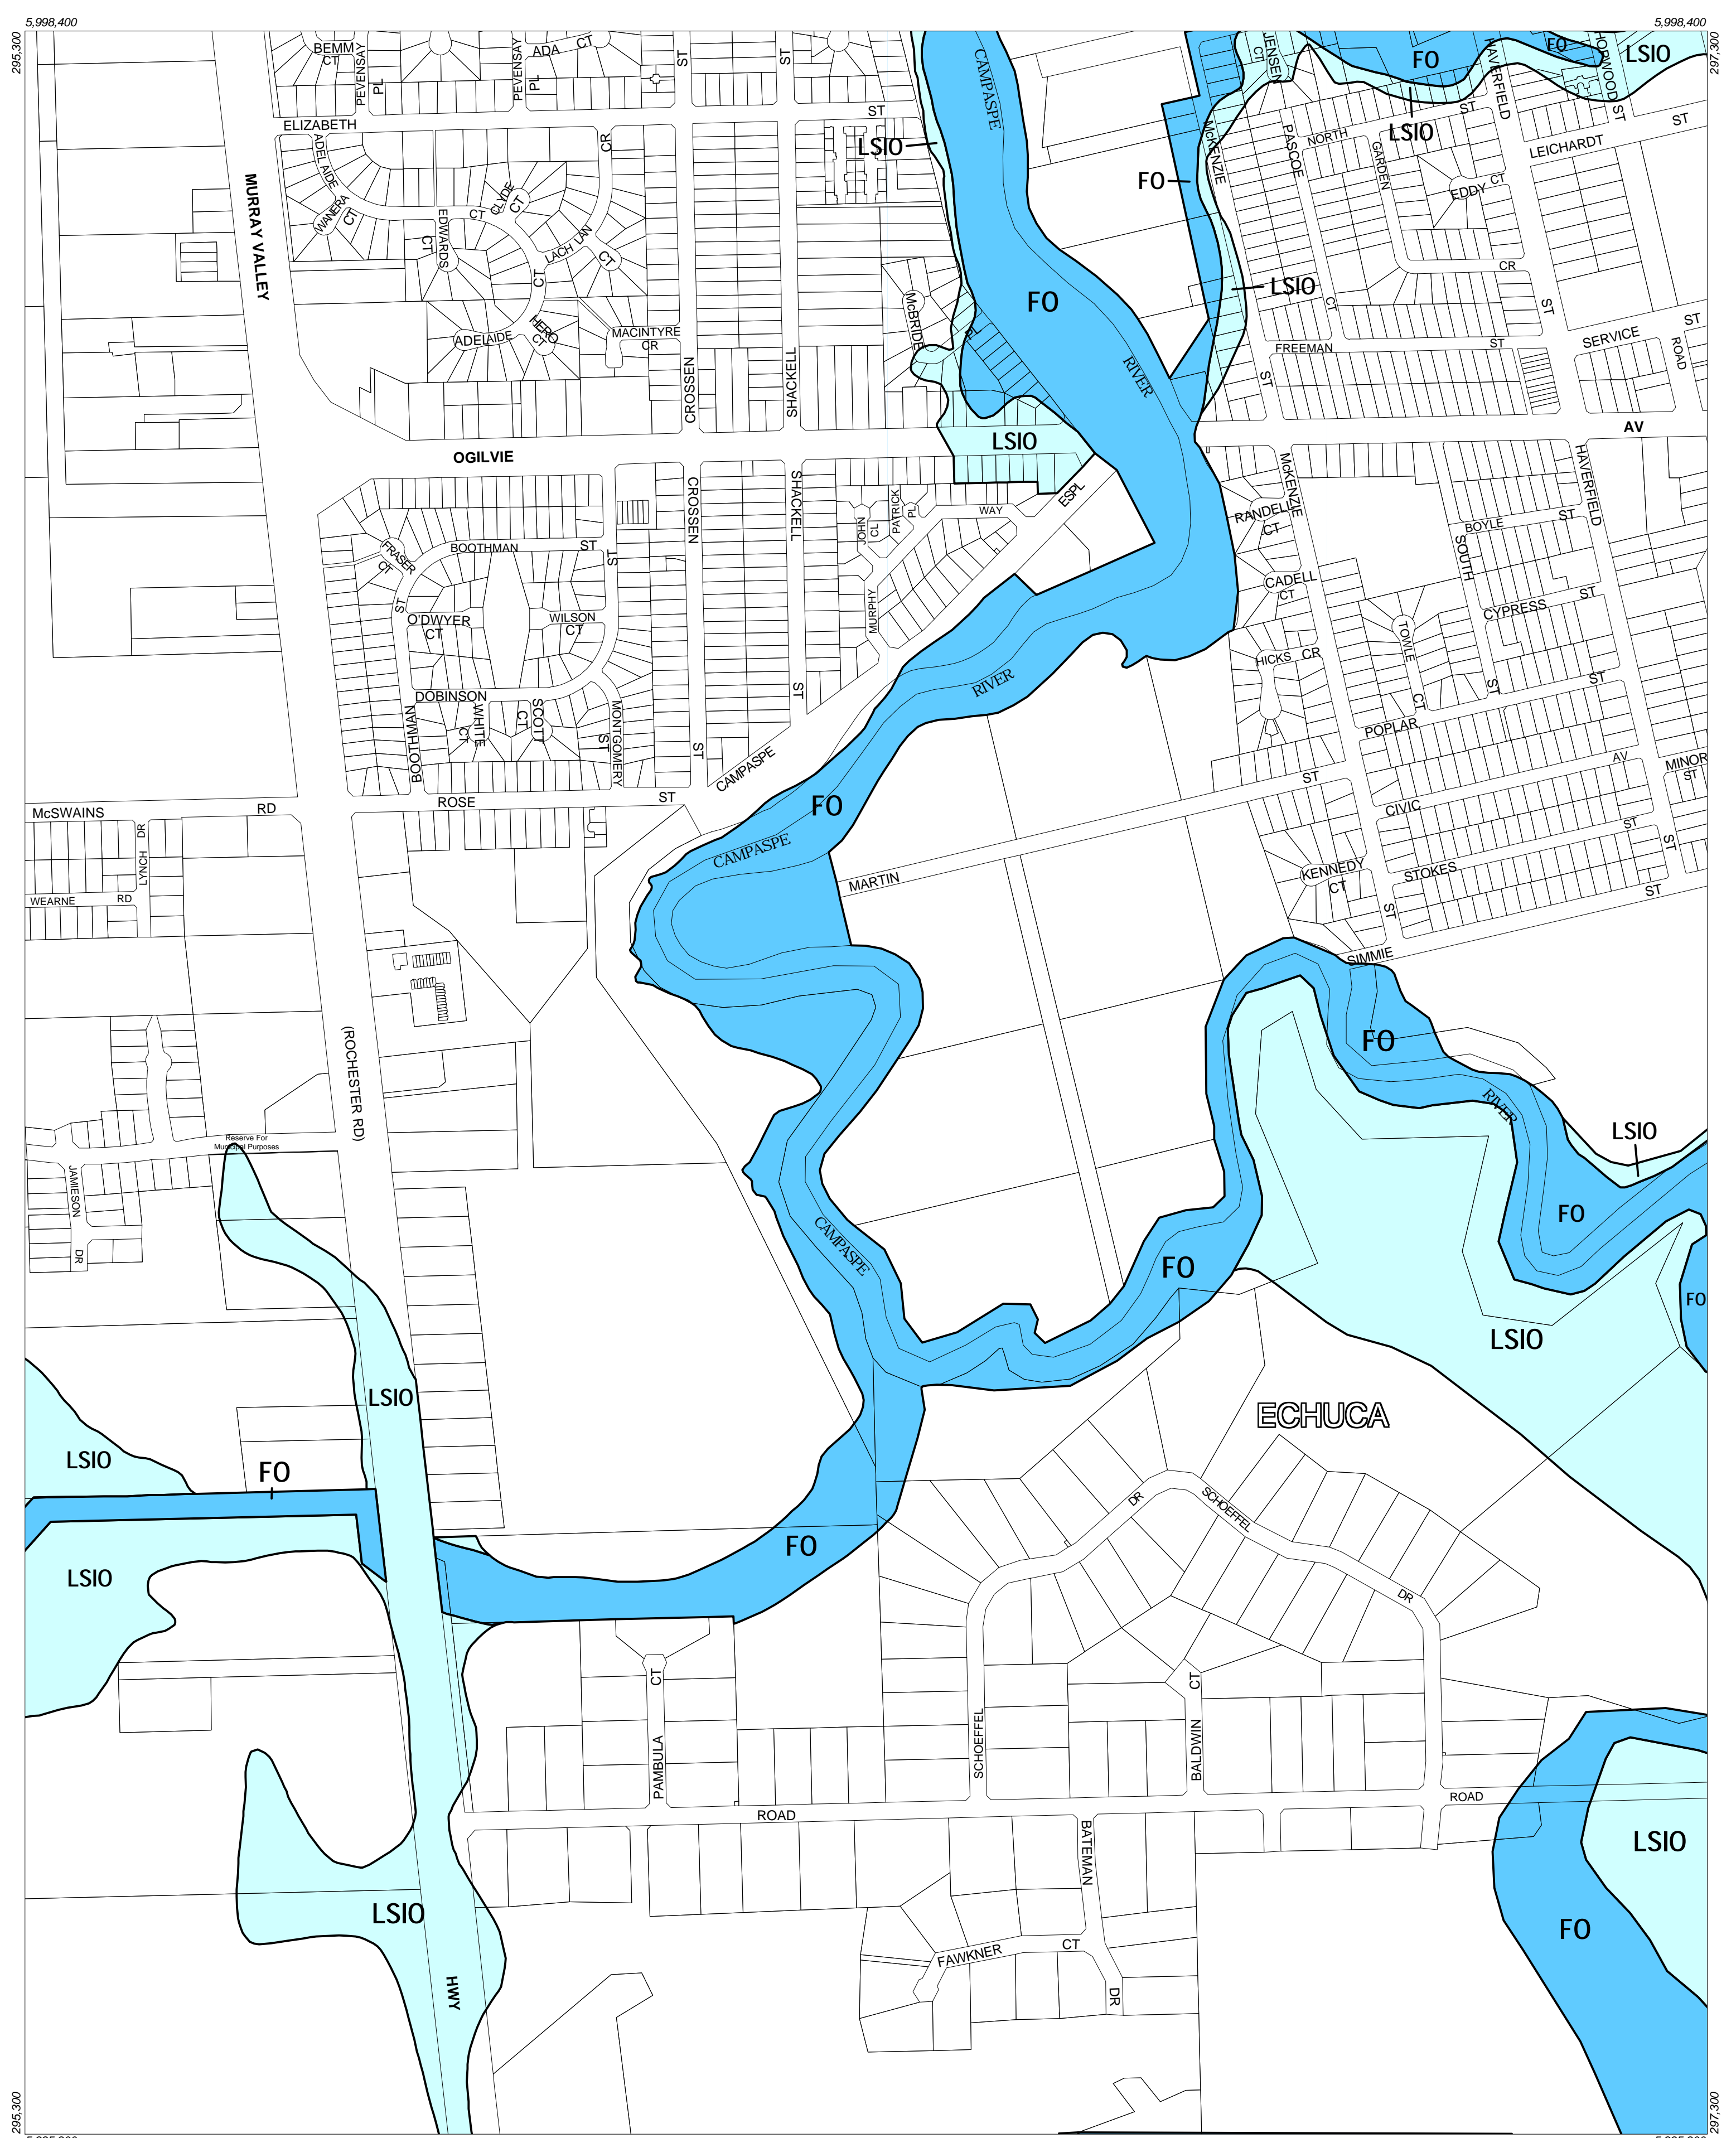 5,998,400
5,998,400
295,300
297,300
BEMM
CT
PEVENSAY
PL
PEVENSAY
PL
ADA CT
ST
ST
CAMPASPE
JENSEN
CT
FO
HAVERFIELD
FO
HOPWOOD
ST
LSIO
ELIZABETH
ST
LSIO
LSIO
ST
NORTH
ST
LEICHARDT
ADELAIDE
CR
WANERA
CT
CLYDE
CT
EDWARDS
CT
CT
LACHLAN
CT
CT
MURRAY VALLEY
FO
McKENZIE
PASCOE
GARDEN
EDDY CT
CR
LSIO
FO
McBRIDE
PL
RIVER
CT
ST
ADELAIDE
HERO
CT
MACINTYRE
CR
CROSSEN
SHACKELL
FREEMAN
ST
SERVICE
ST
ROAD
ST
OGILVIE
LSIO
AV
CROSSEN
SHACKELL
JOHN
CL
PATRICK
PL
WAY
ESPL
McKENZIE
RANDELL
CT
HAVERFIELD
BOYLE
ST
SOUTH
FRASER
CT
BOOTHMAN
ST
ST
ST
O'DWYER
CT
WILSON
CT
MURPHY
CADELL
CT
CYPRESS
ST
TOWLE
CT
HICKS CR
RIVER
DOBINSON
WHITE
CT
SCOTT
CT
BOOTHMAN
MONTGOMERY
ST
ST
ST
CAMPASPE
ST
ST
POPLAR
AV
MINOR
ST
McSWAINS
RD
ROSE
ST
FO
ST
CIVIC
LYNCH DR
CAMPASPE
MARTIN
KENNEDY
CT
STOKES
ST
ST
ST
ST
WEARNE
RD
SIMMIE
FO
(ROCHESTER RD)
RIVER
Reserve For
Municipal Purposes
LSIO
JAMIESON
DR
CAMPASPE
FO
FO
FO
LSIO
LSIO
ECHUCA
LSIO
FO
DR
SCHOEFFEL
FO
LSIO
DR
PAMBULA
CT
SCHOEFFEL
BALDWIN
CT
ROAD
ROAD
BATEMAN
LSIO
LSIO
FO
FAWKNER
CT
DR
HWY
295,300
297,300